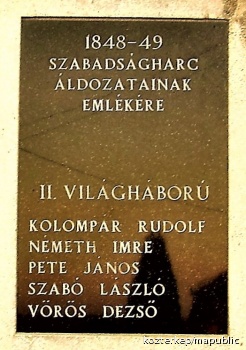 1848-49
SZABADSÁGHARC
ÁLDOZATAINAK
EMLÉKÉRE
II. VILÁGHÁBORÚ
KOLOMPAR RUDOLF
NÉMETH IMRE
PETE JÁNOS
SZABÓ LÁSZLÓ
VÖRÖS DEZSŐ
kozterkep/mapublic